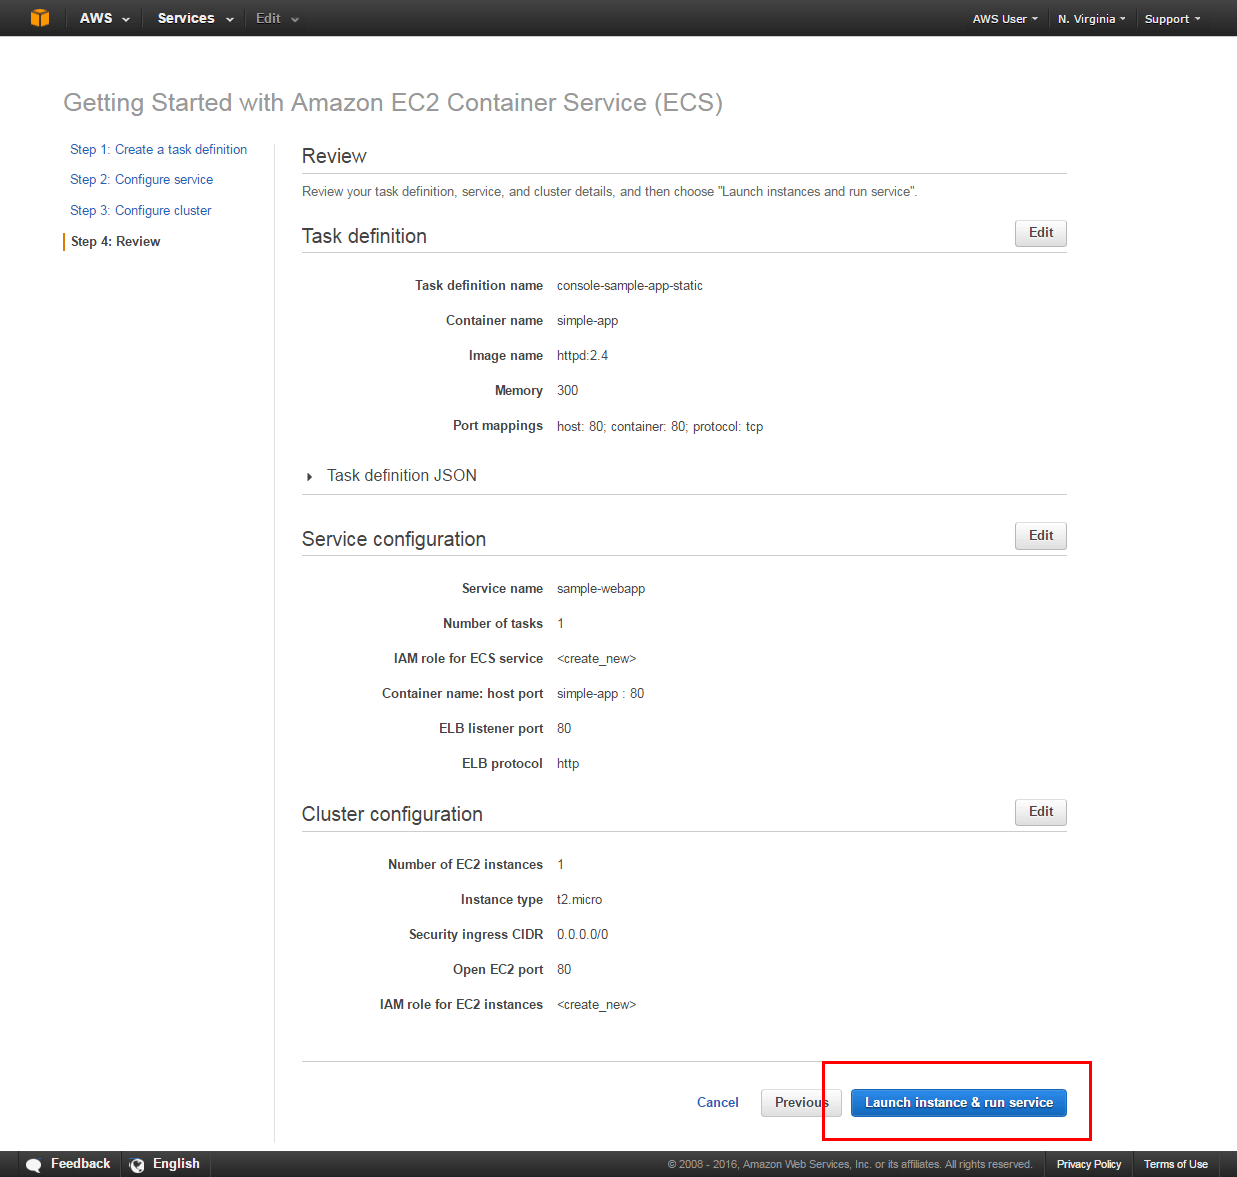 AWS Services Edit AWS User N. Virginia Support
Getting Started with Amazon EC2 Container Service (ECS)
Step 1: Create a task definition
Step 2: Configure service
Step 3: Configure cluster
Step 4: Review
Review
Review your task definition, service, and cluster details, and then choose "Launch instances and run service".
Task definition Edit
Task definition name console-sample-app-static
Container name simple-app
Image name httpd:2.4
Memory 300
Port mappings host: 80; container: 80; protocol: tcp
Task definition JSON
Service configuration Edit
Service name sample-webapp
Number of tasks 1
IAM role for ECS service <create_new>
Container name: host port simple-app : 80
ELB listener port 80
ELB protocol http
Cluster configuration Edit
Number of EC2 instances 1
Instance type t2.micro
Security ingress CIDR 0.0.0.0/0
Open EC2 port 80
IAM role for EC2 instances <create_new>
Cancel Previous Launch instance & run service
Feedback English © 2008 - 2016, Amazon Web Services, Inc. or its affiliates. All rights reserved. Privacy Policy Terms of Use